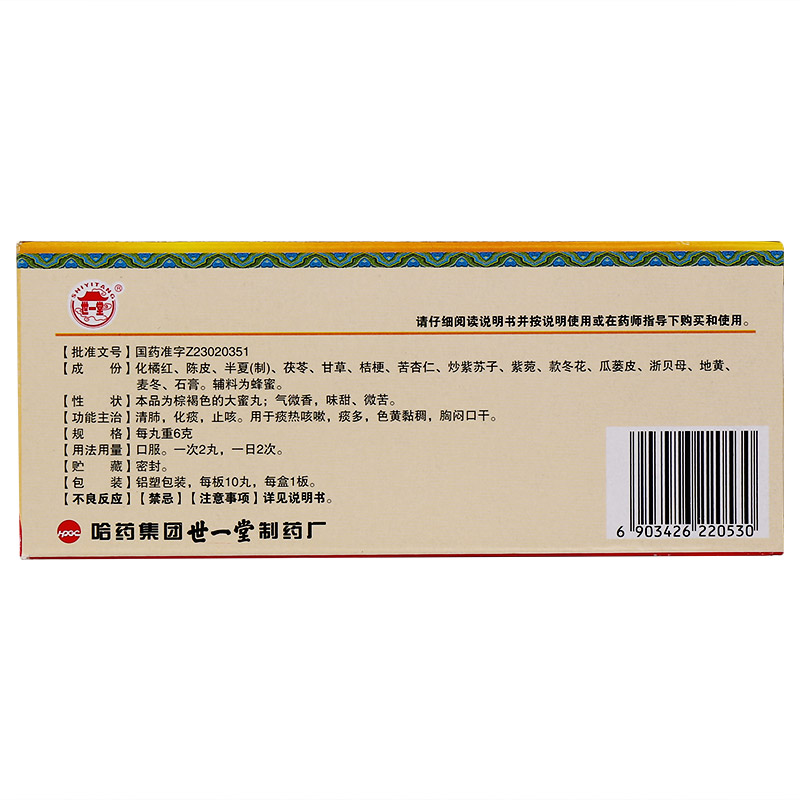 SHIYITANG
世一堂
®
请仔细阅读说明书并按说明使用或在药师指导下购买和使用。
【批准文号】国药准字Z23020351
【成　份】化橘红、陈皮、半夏(制)、茯苓、甘草、桔梗、苦杏仁、炒紫苏子、紫菀、款冬花、瓜蒌皮、浙贝母、地黄、
麦冬、石膏。辅料为蜂蜜。
【性　状】本品为棕褐色的大蜜丸；气微香，味甜、微苦。
【功能主治】清肺，化痰，止咳。用于痰热咳嗽，痰多，色黄黏稠，胸闷口干。
【规　格】每丸重6克
【用法用量】口服。一次2丸，一日2次。
【贮　藏】密封。
【包　装】铝塑包装，每板10丸，每盒1板。
【不良反应】【禁忌】【注意事项】详见说明书。
HPGC 哈药集团世一堂制药厂
6 903426 220530